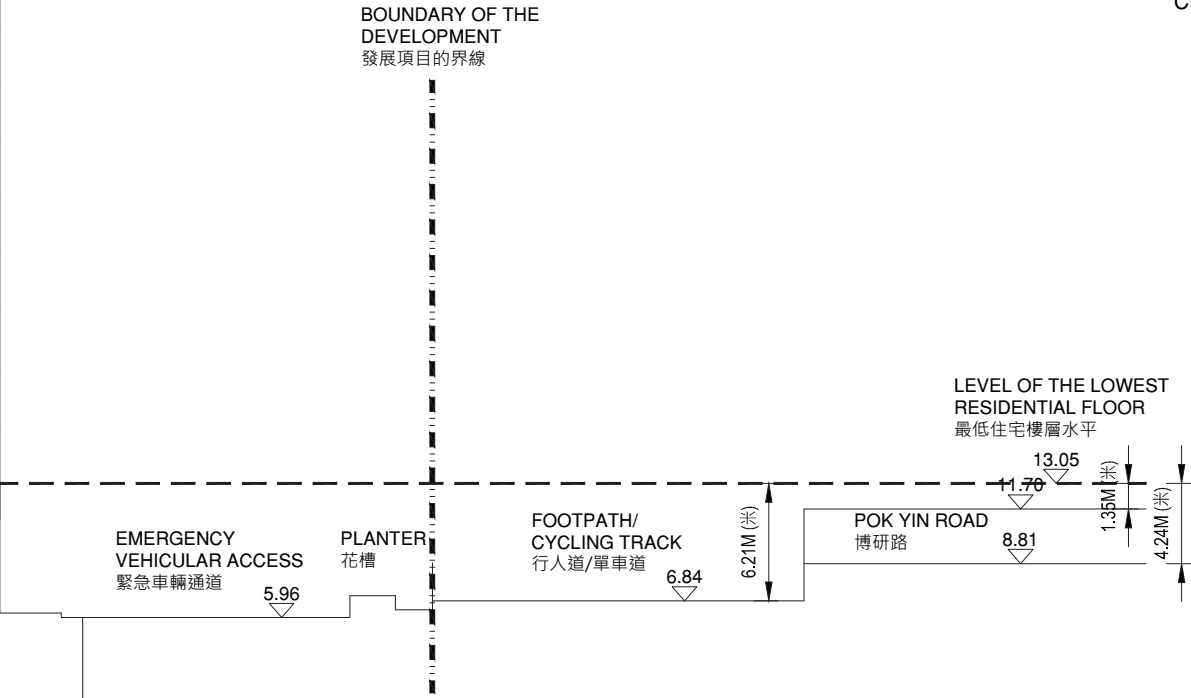 BOUNDARY OF THE
DEVELOPMENT
發展項目的界線
LEVEL OF THE LOWEST
RESIDENTIAL FLOOR
最低住宅樓層水平
13.05
11.70
1.35M (米)
4.24M (米)
EMERGENCY
VEHICULAR ACCESS
緊急車輛通道
5.96
PLANTER
花槽
FOOTPATH/
CYCLING TRACK
行人道/單車道
6.84
6.21M (米)
POK YIN ROAD
博研路
8.81